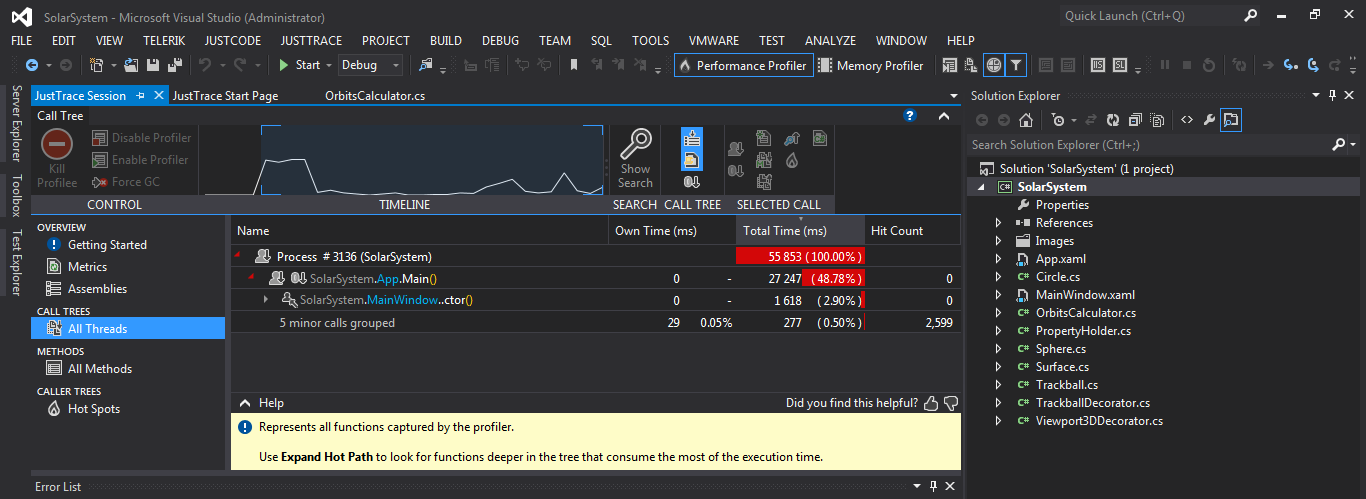 SolarSystem - Microsoft Visual Studio (Administrator)
Quick Launch (Ctrl+Q)
FILE EDIT VIEW TELERIK JUSTCODE JUSTTRACE PROJECT BUILD DEBUG TEAM SQL TOOLS VMWARE TEST ANALYZE WINDOW HELP
Start Debug Performance Profiler Memory Profiler
Server Explorer
Toolbox
Test Explorer
JustTrace Session JustTrace Start Page OrbitsCalculator.cs
Call Tree
Kill Profilee
Disable Profiler
Enable Profiler
Force GC
Show Search
CONTROL TIMELINE SEARCH CALL TREE SELECTED CALL
OVERVIEW
Getting Started
Metrics
Assemblies
CALL TREES
All Threads
METHODS
All Methods
CALLER TREES
Hot Spots
Name Own Time (ms) Total Time (ms) Hit Count
Process # 3136 (SolarSystem) 55 853 (100.00%)
SolarSystem.App.Main() 0 - 27 247 (48.78%) 0
SolarSystem.MainWindow..ctor() 0 - 1 618 (2.90%) 0
5 minor calls grouped 29 0.05% 277 (0.50%) 2,599
Help Did you find this helpful?
Represents all functions captured by the profiler.
Use Expand Hot Path to look for functions deeper in the tree that consume the most of the execution time.
Error List
Solution Explorer
Search Solution Explorer (Ctrl+;)
Solution 'SolarSystem' (1 project)
C# SolarSystem
Properties
References
Images
App.xaml
C# Circle.cs
MainWindow.xaml
C# OrbitsCalculator.cs
C# PropertyHolder.cs
C# Sphere.cs
C# Surface.cs
C# Trackball.cs
C# TrackballDecorator.cs
C# Viewport3DDecorator.cs